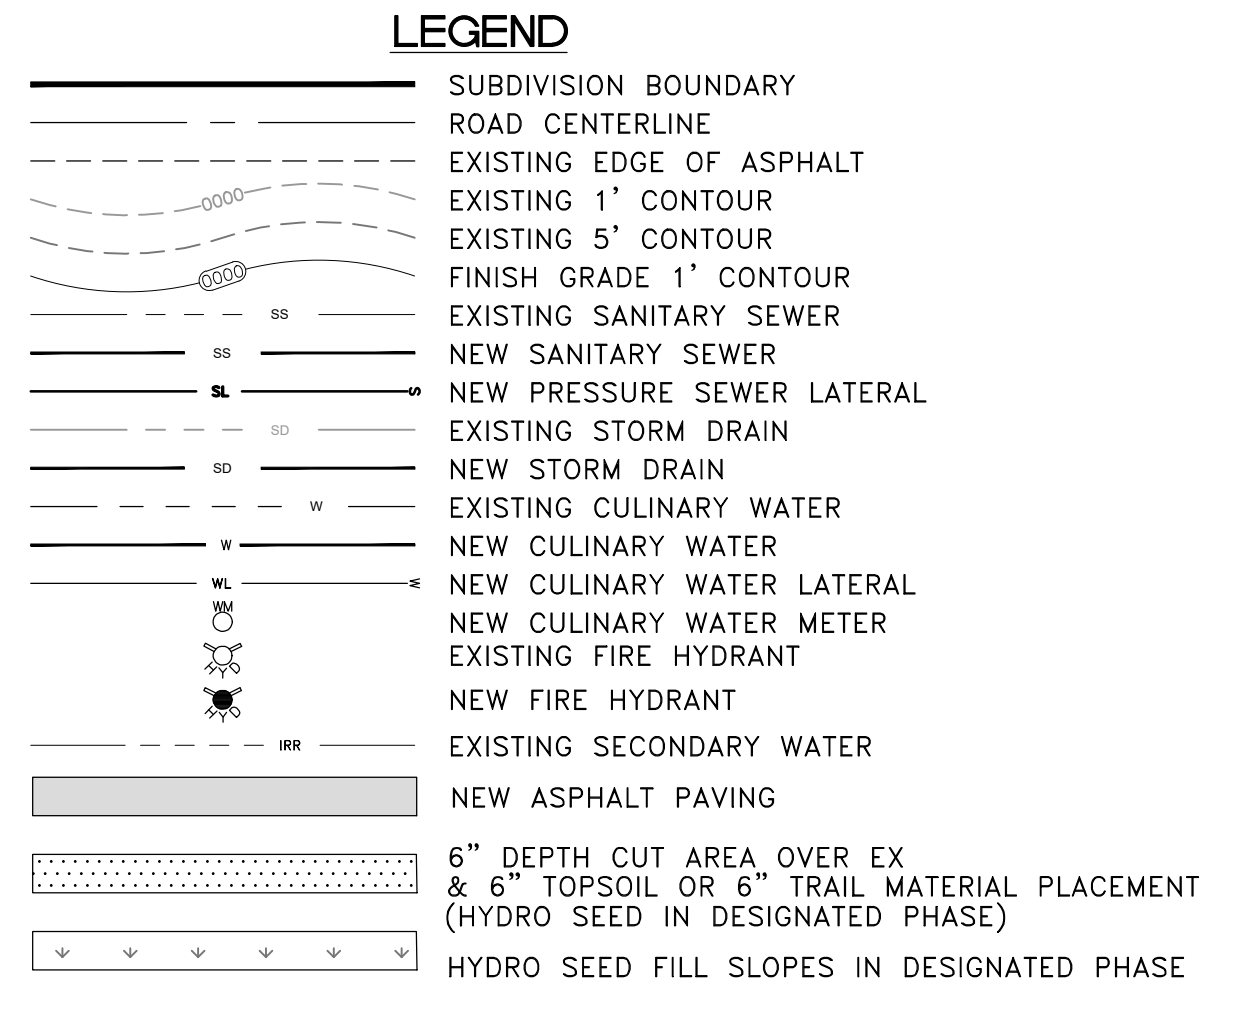 LEGEND
SUBDIVISION BOUNDARY
ROAD CENTERLINE
EXISTING EDGE OF ASPHALT
0000 EXISTING 1' CONTOUR
EXISTING 5' CONTOUR
0000 FINISH GRADE 1' CONTOUR
SS EXISTING SANITARY SEWER
SS NEW SANITARY SEWER
SL S NEW PRESSURE SEWER LATERAL
SD EXISTING STORM DRAIN
SD NEW STORM DRAIN
W EXISTING CULINARY WATER
W NEW CULINARY WATER
WL W NEW CULINARY WATER LATERAL
WM NEW CULINARY WATER METER
HYD EXISTING FIRE HYDRANT
HYD NEW FIRE HYDRANT
IRR EXISTING SECONDARY WATER
NEW ASPHALT PAVING
6" DEPTH CUT AREA OVER EX
& 6" TOPSOIL OR 6" TRAIL MATERIAL PLACEMENT
(HYDRO SEED IN DESIGNATED PHASE)
HYDRO SEED FILL SLOPES IN DESIGNATED PHASE